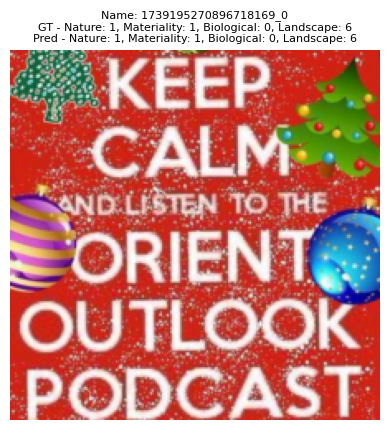 Name: 1739195270896718169_0
GT - Nature: 1, Materiality: 1, Biological: 0, Landscape: 6
Pred - Nature: 1, Materiality: 1, Biological: 0, Landscape: 6
KEEP
CALM
AND LISTEN TO THE
ORIENT
OUTLOOK
PODCAST